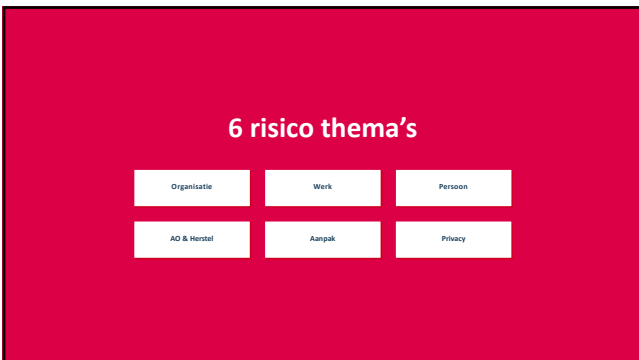 6 risico thema’s
Organisatie
Werk
Persoon
AO & Herstel
Aanpak
Privacy